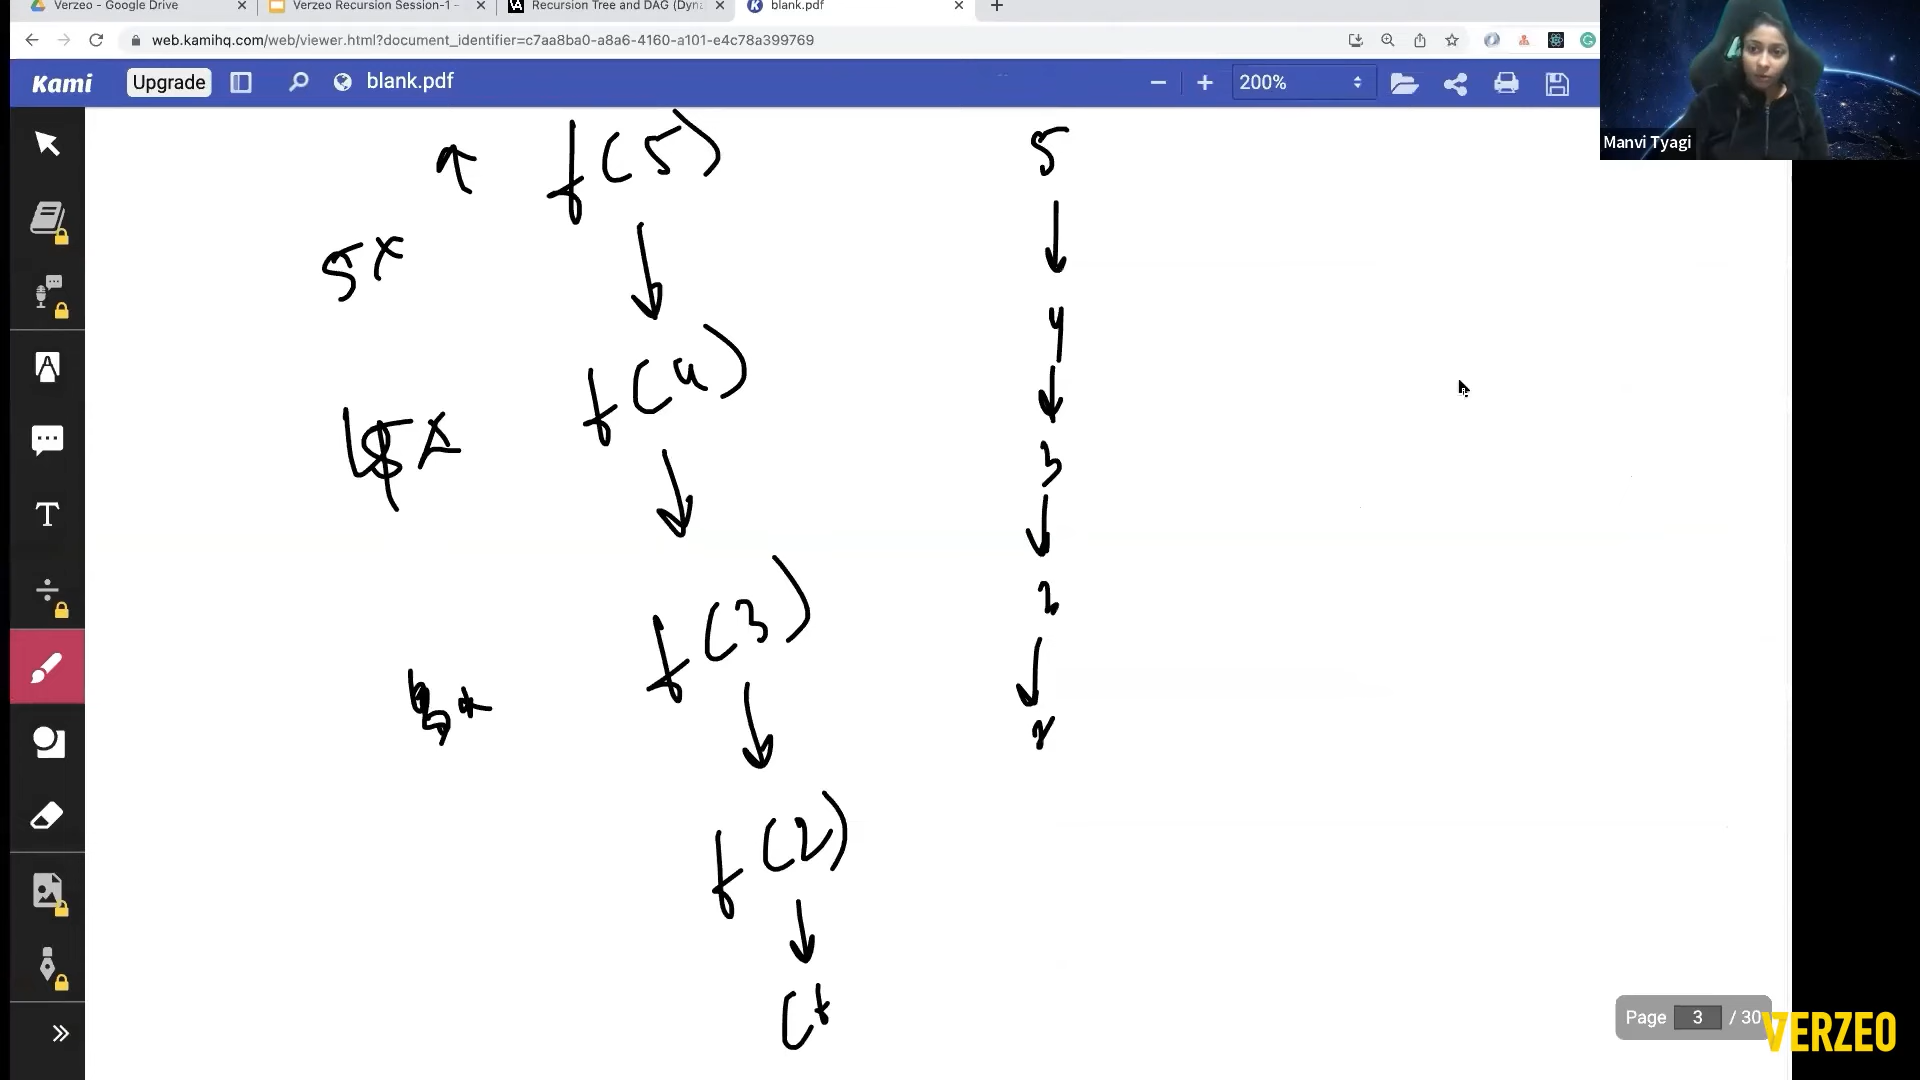 Verzeo - Google Drive
Verzeo Recursion Session-1 -
Recursion Tree and DAG (Dyna
blank.pdf
web.kamihq.com/web/viewer.html?document_identifier=c7aa8ba0-a8a6-4160-a101-e4c78a399769
Kami
Upgrade
blank.pdf
200%
Manvi Tyagi
f(5)
5
5 x
4
f(4)
3
f(3)
2
f(2)
Page 3 / 30
VERZEO